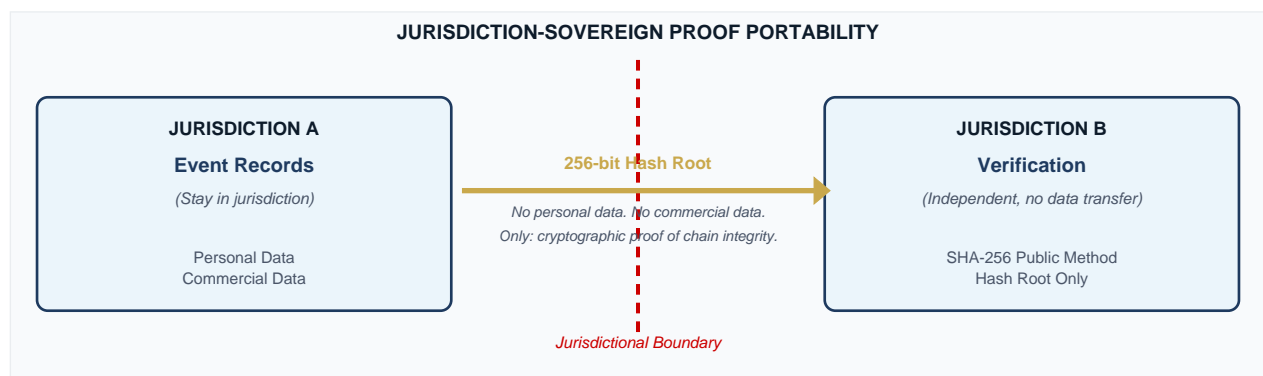 JURISDICTION-SOVEREIGN PROOF PORTABILITY
JURISDICTION A
Event Records
(Stay in jurisdiction)
Personal Data
Commercial Data
256-bit Hash Root
No personal data. No commercial data.
Only: cryptographic proof of chain integrity.
Jurisdictional Boundary
JURISDICTION B
Verification
(Independent, no data transfer)
SHA-256 Public Method
Hash Root Only